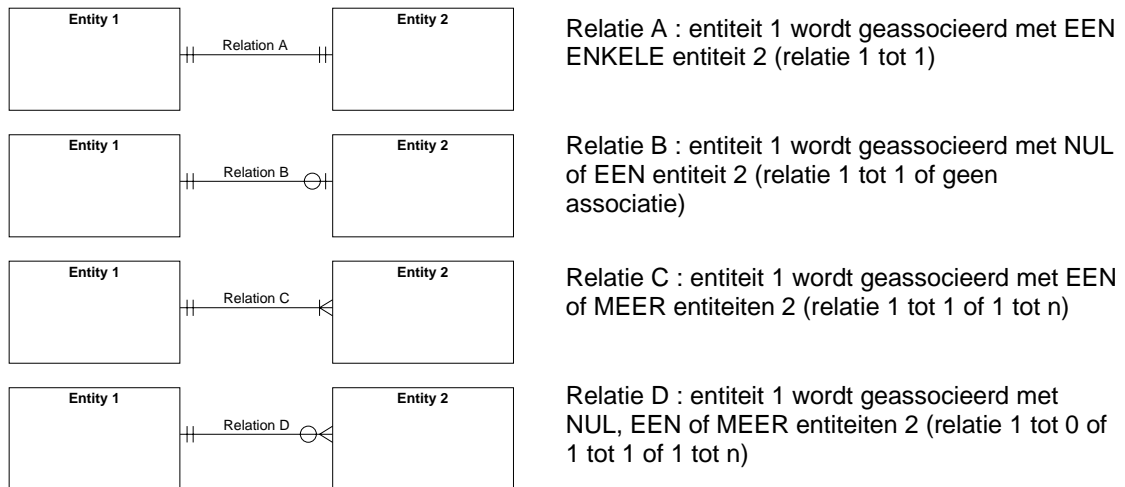 Entity 1
Relation A
Entity 2
Relatie A : entiteit 1 wordt geassocieerd met EEN
ENKELE entiteit 2 (relatie 1 tot 1)
Entity 1
Relation B
Entity 2
Relatie B : entiteit 1 wordt geassocieerd met NUL
of EEN entiteit 2 (relatie 1 tot 1 of geen
associatie)
Entity 1
Relation C
Entity 2
Relatie C : entiteit 1 wordt geassocieerd met EEN
of MEER entiteiten 2 (relatie 1 tot 1 of 1 tot n)
Entity 1
Relation D
Entity 2
Relatie D : entiteit 1 wordt geassocieerd met
NUL, EEN of MEER entiteiten 2 (relatie 1 tot 0 of
1 tot 1 of 1 tot n)